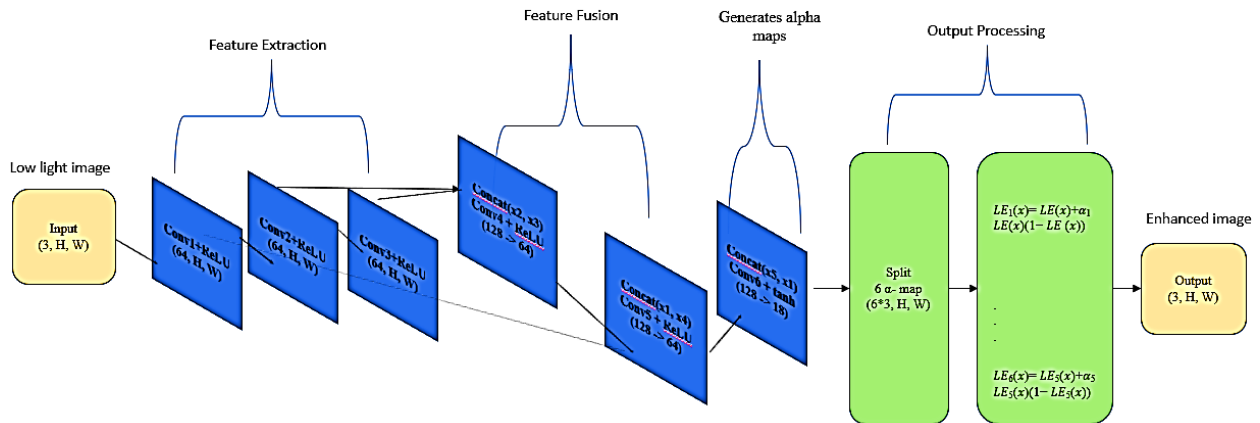 Feature Extraction
Feature Fusion
Generates alpha
maps
Output Processing
Low light image
Input
(3, H, W)
Conv1+ReLU
(64, H, W)
Conv2+ReLU
(64, H, W)
Conv3+ReLU
(64, H, W)
Concat(x2, x3)
Conv4 + ReLU
(128 -> 64)
Concat(x1, x4)
Conv5 + ReLU
(128 -> 64)
Concat(x5, x1)
Conv6 + tanh
(128 -> 18)
Split
6 α- map
(6*3, H, W)
LE₁(x)= LE(x)+α₁
LE(x)(1− LE (x))
.
.
.
LE₆(x)= LE₅(x)+α₅
LE₅(x)(1− LE₅(x))
Enhanced image
Output
(3, H, W)